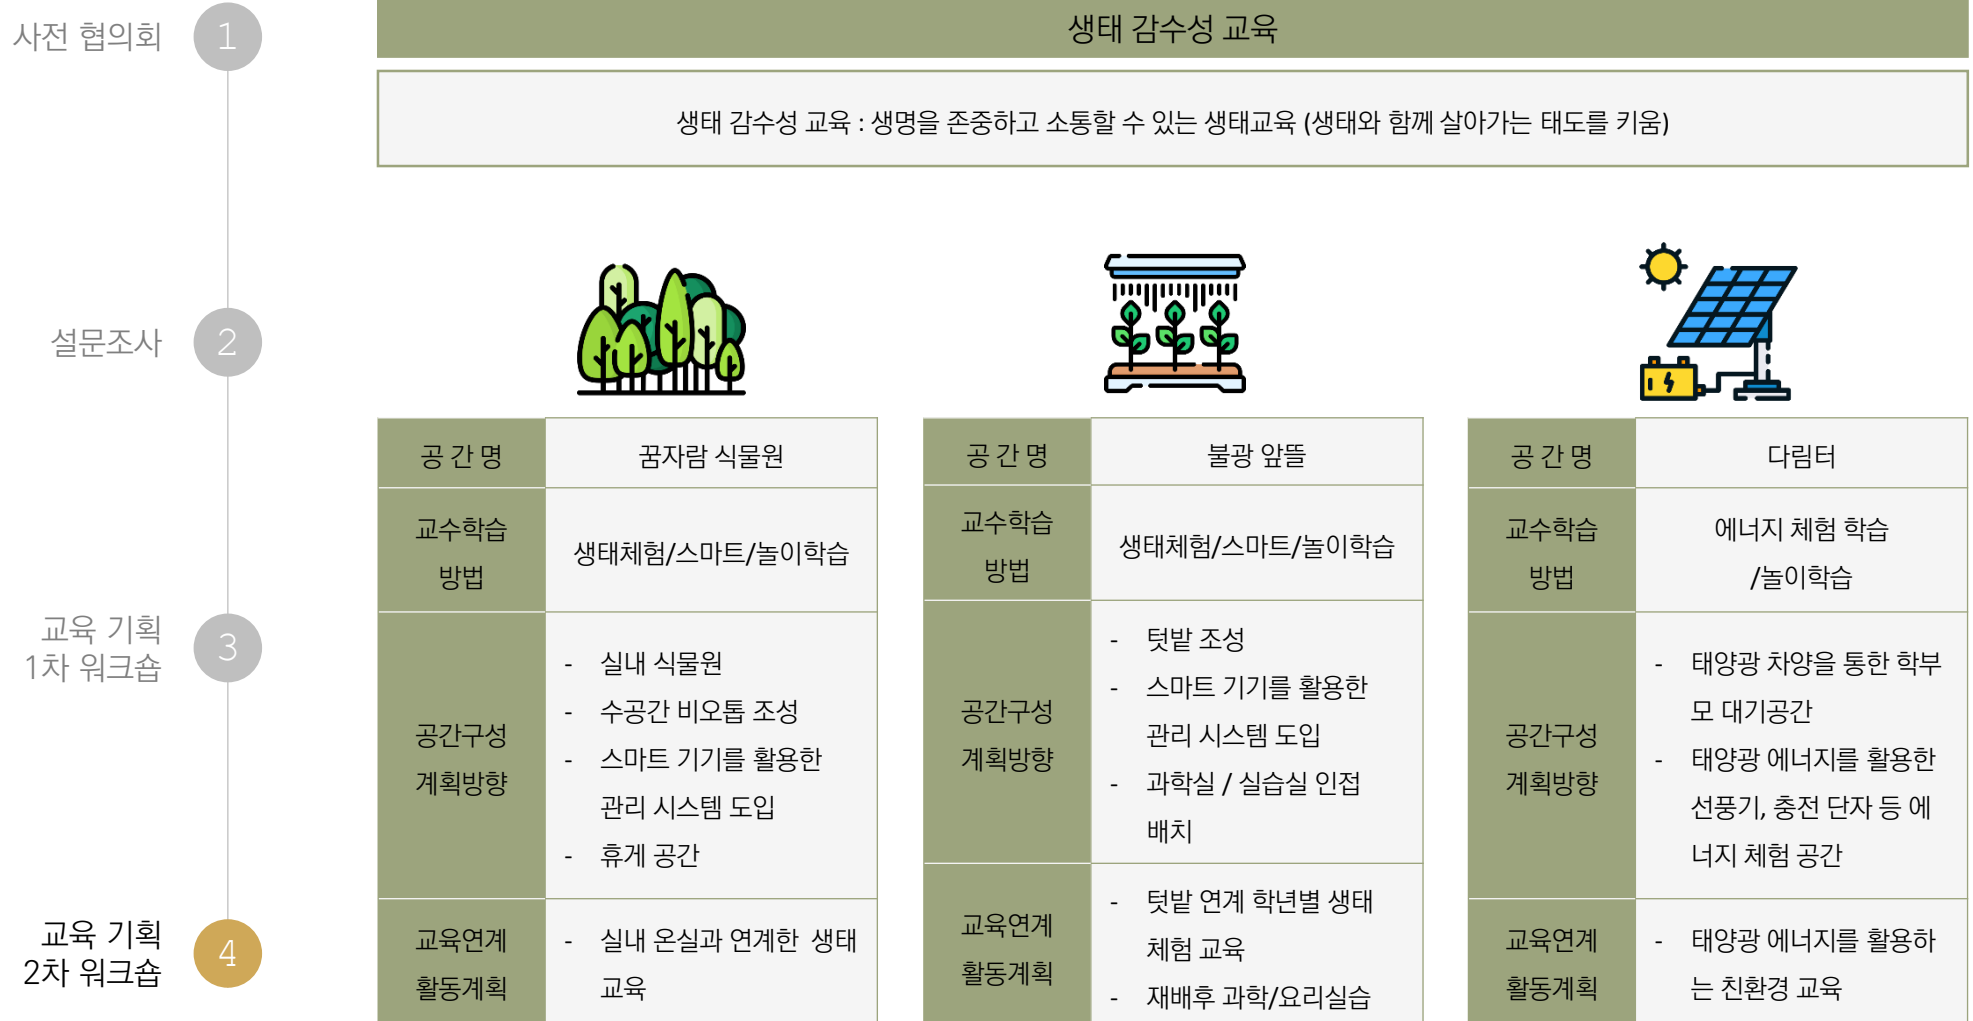 사전 협의회
1
설문조사
2
교육 기획
1차 워크숍
3
교육 기획
2차 워크숍
4
생태 감수성 교육
생태 감수성 교육 : 생명을 존중하고 소통할 수 있는 생태교육 (생태와 함께 살아가는 태도를 키움)
공 간 명
꿈자람 식물원
교수학습
방법
생태체험/스마트/놀이학습
공간구성
계획방향
- 실내 식물원
- 수공간 비오톱 조성
- 스마트 기기를 활용한
관리 시스템 도입
- 휴게 공간
교육연계
활동계획
- 실내 온실과 연계한 생태
교육
공 간 명
불광 앞뜰
교수학습
방법
생태체험/스마트/놀이학습
공간구성
계획방향
- 텃밭 조성
- 스마트 기기를 활용한
관리 시스템 도입
- 과학실 / 실습실 인접
배치
교육연계
활동계획
- 텃밭 연계 학년별 생태
체험 교육
- 재배후 과학/요리실습
공 간 명
다림터
교수학습
방법
에너지 체험 학습
/놀이학습
공간구성
계획방향
- 태양광 차양을 통한 학부
모 대기공간
- 태양광 에너지를 활용한
선풍기, 충전 단자 등 에
너지 체험 공간
교육연계
활동계획
- 태양광 에너지를 활용하
는 친환경 교육